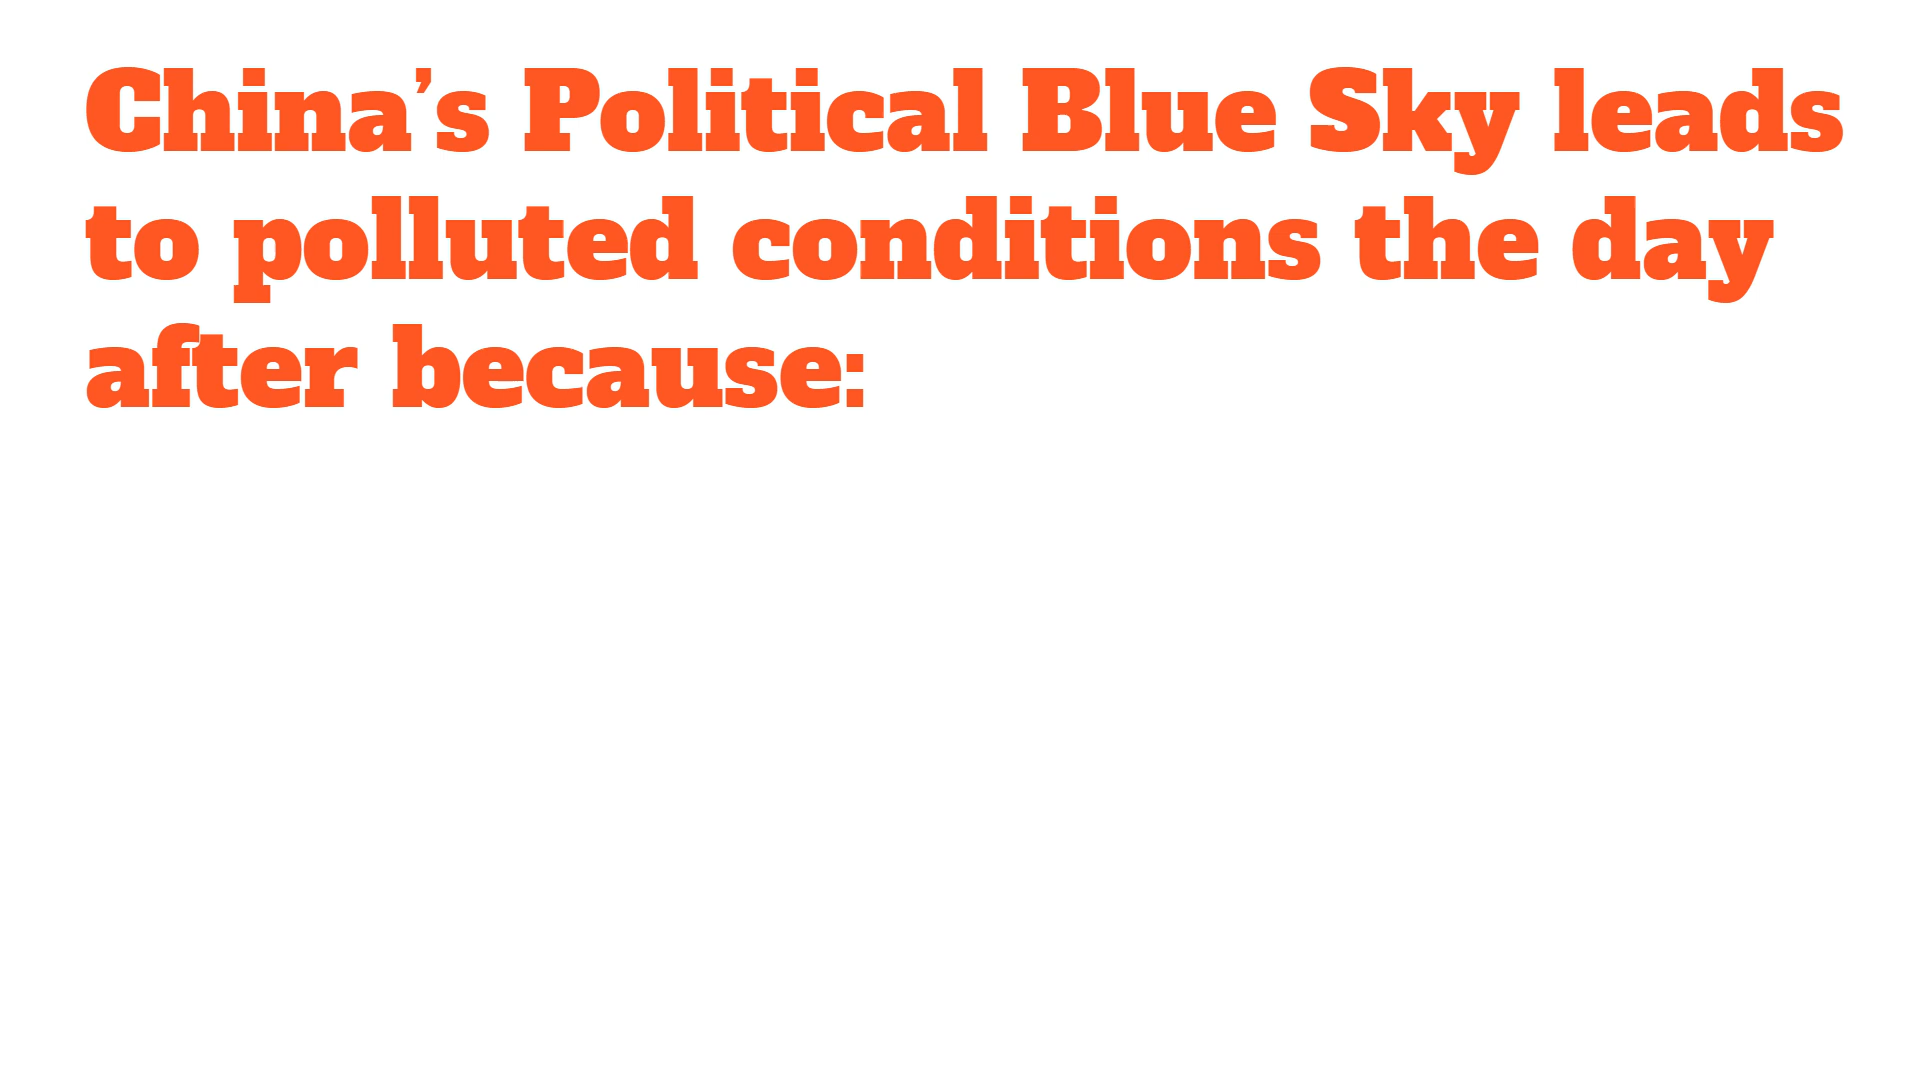 China’s Political Blue Sky leads
to polluted conditions the day
after because: